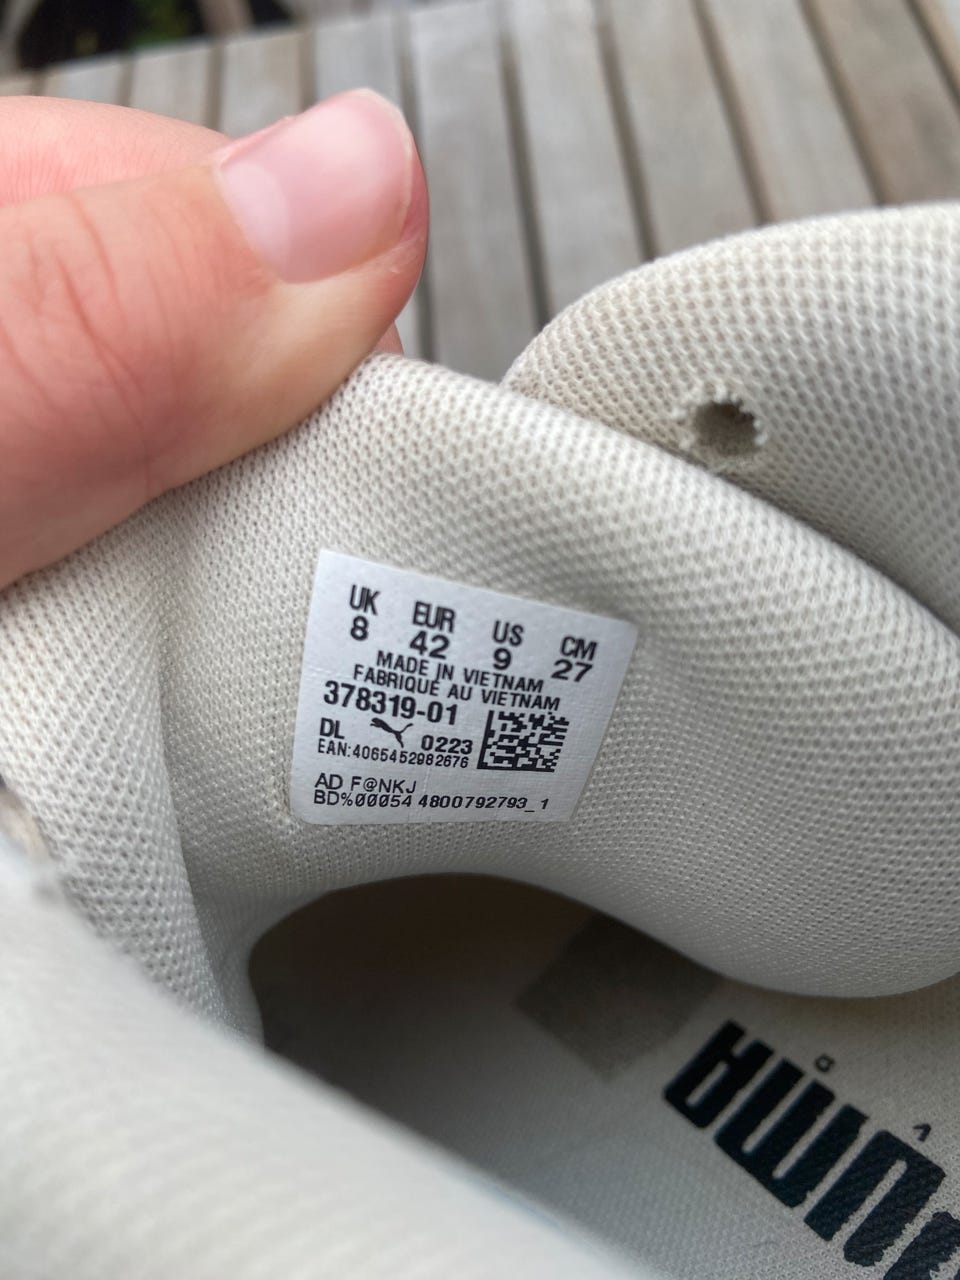 UK EUR US CM
8 42 9 27
MADE IN VIETNAM
FABRIQUÉ AU VIETNAM
378319-01
DL 0223
EAN:4065452982676
AD F@NKJ
BD%00054 4800792793_1
PUMA